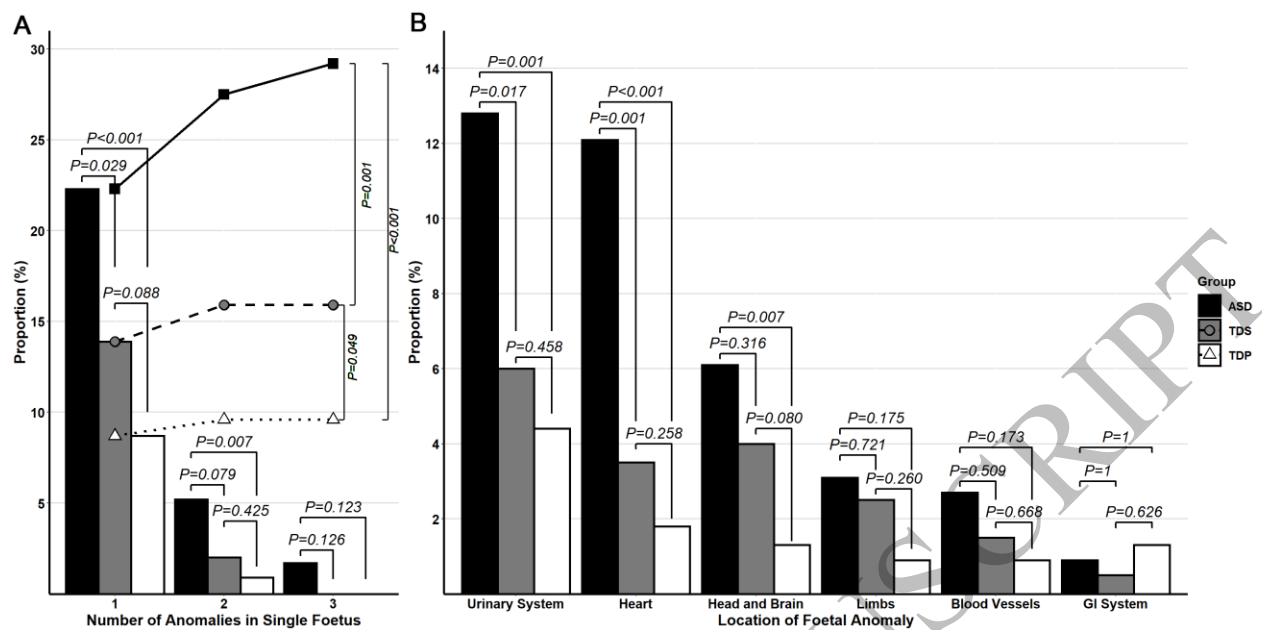 A
B
30
25
20
15
10
5
Proportion (%)
P<0.001
P=0.029
P=0.001
P<0.001
P=0.088
P=0.049
P=0.007
P=0.079
P=0.425
P=0.123
P=0.126
1
2
3
Number of Anomalies in Single Foetus
14
12
10
8
6
4
2
Proportion (%)
P=0.001
P=0.017
P<0.001
P=0.001
P=0.458
P=0.258
P=0.007
P=0.316
P=0.080
P=0.175
P=0.721
P=0.260
P=0.173
P=0.509
P=0.668
P=1
P=1
P=0.626
Urinary System
Heart
Head and Brain
Limbs
Blood Vessels
GI System
Location of Foetal Anomaly
Group
ASD
TDS
TDP
SCRIPT